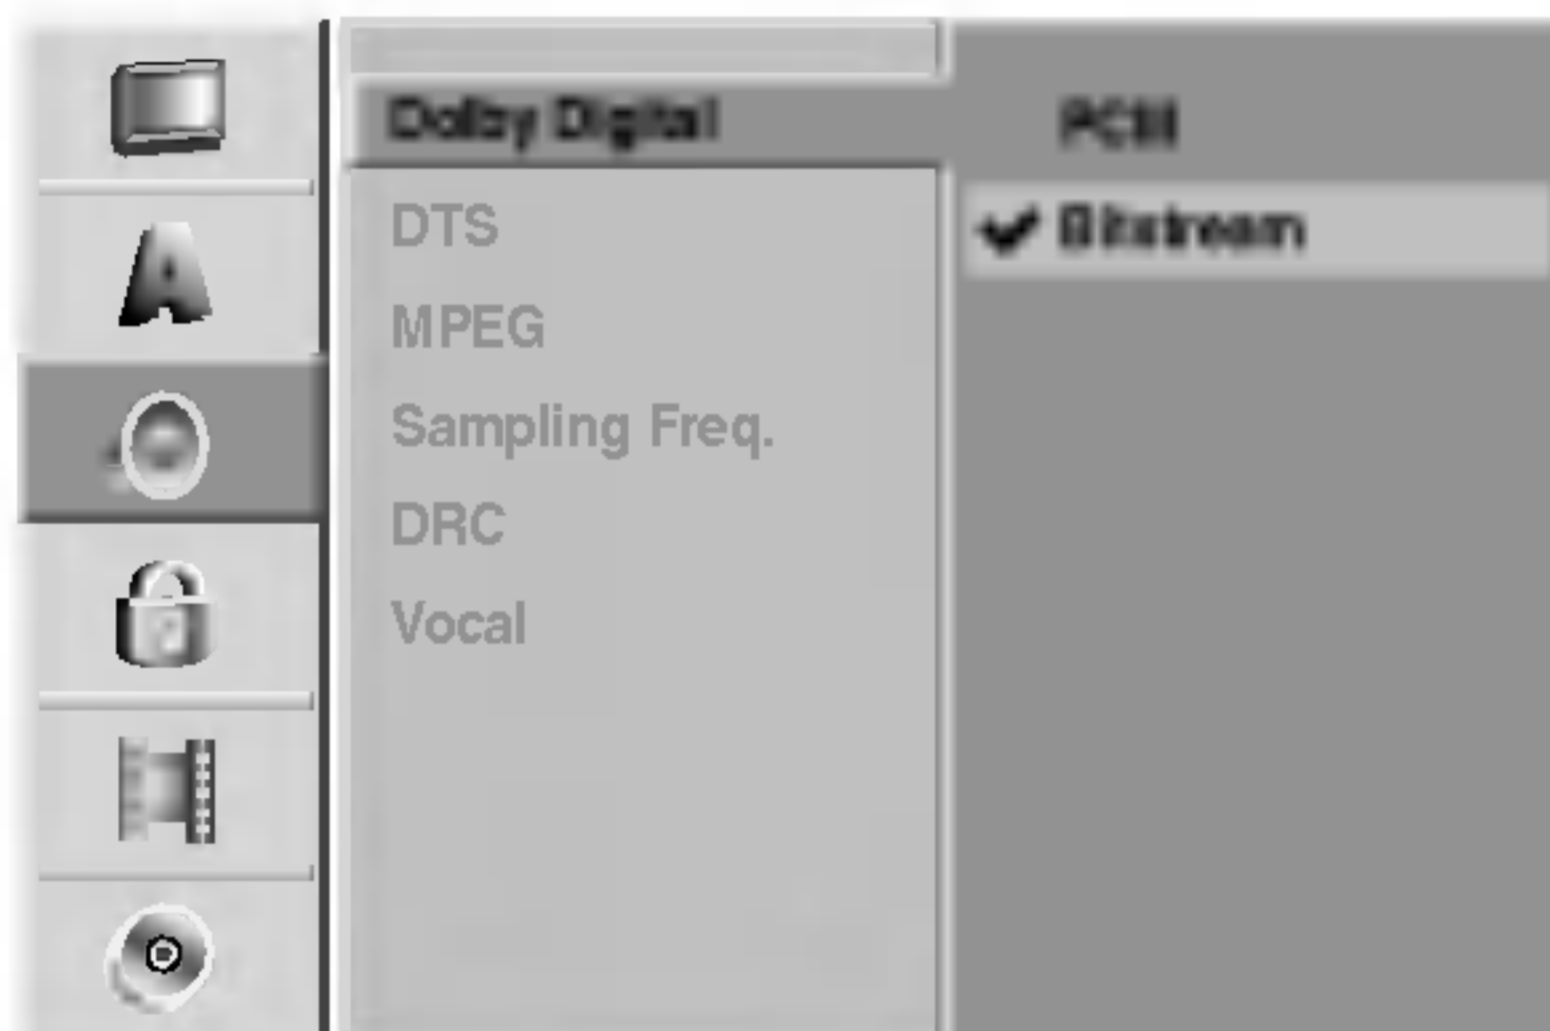 Dolby Digital
PCM
DTS
Bitstream
MPEG
Sampling Freq.
DRC
Vocal